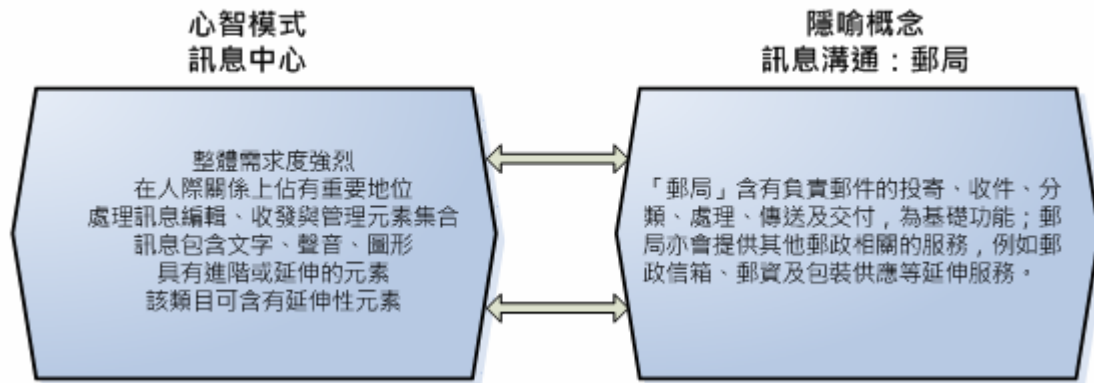 心智模式
訊息中心
整體需求度強烈
在人際關係上佔有重要地位
處理訊息編輯、收發與管理元素集合
訊息包含文字、聲音、圖形
具有進階或延伸的元素
該類目可含有延伸性元素
隱喻概念
訊息溝通：郵局
「郵局」含有負責郵件的投寄、收件、分
類、處理、傳送及交付，為基礎功能；郵
局亦會提供其他郵政相關的服務，例如郵
政信箱、郵資及包裝供應等延伸服務。